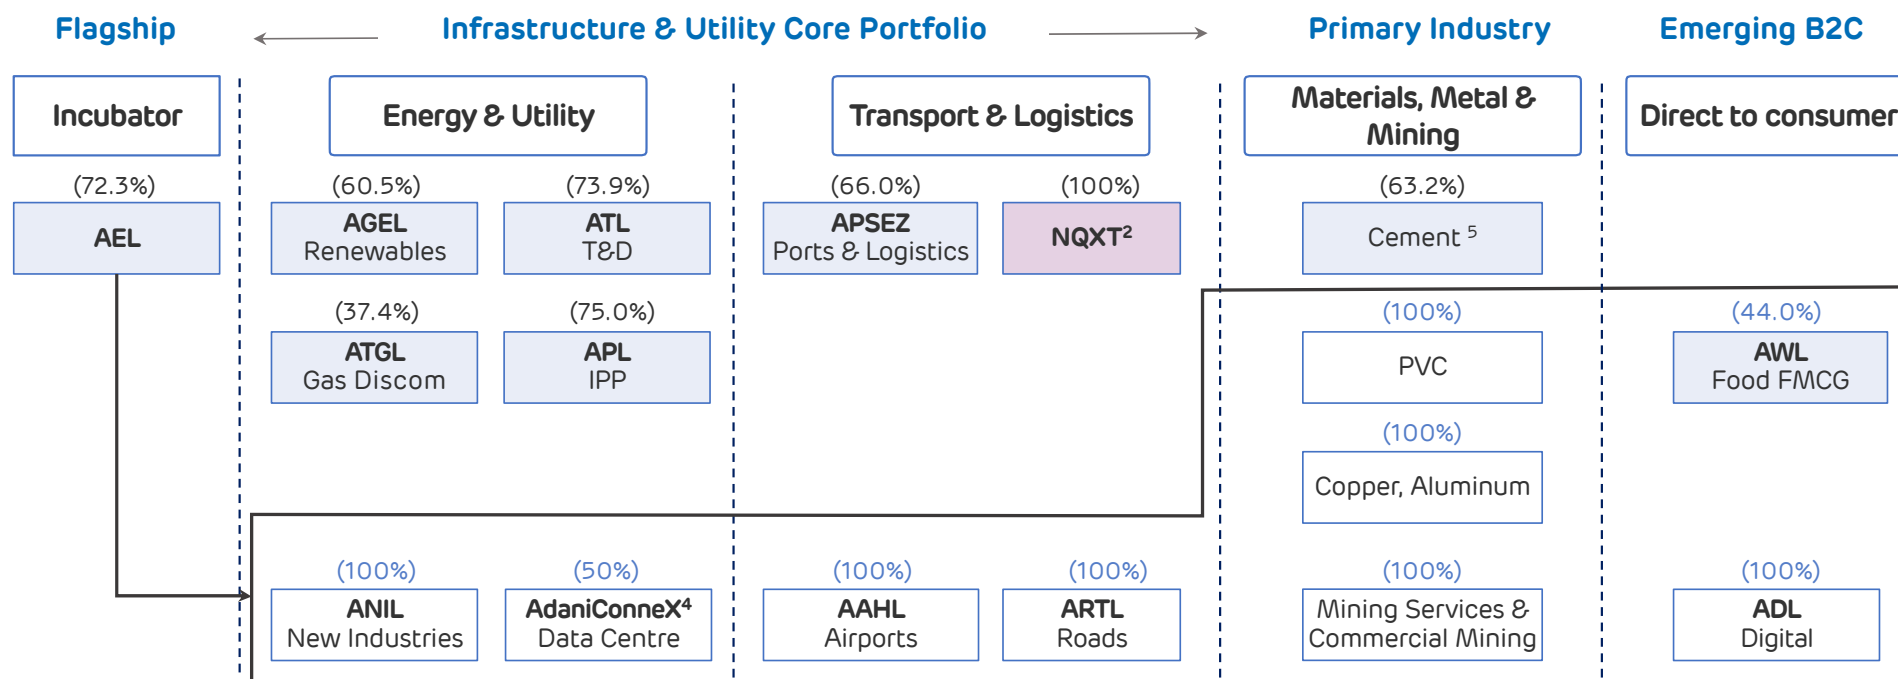 Flagship
Infrastructure & Utility Core Portfolio
Primary Industry
Emerging B2C
Incubator
Energy & Utility
Transport & Logistics
Materials, Metal &
Mining
Direct to consumer
(72.3%)
(60.5%)
(73.9%)
(66.0%)
(100%)
(63.2%)
AEL
AGEL
Renewables
ATL
T&D
APSEZ
Ports & Logistics
NQXT²
Cement ⁵
(37.4%)
(75.0%)
(100%)
(44.0%)
ATGL
Gas Discom
APL
IPP
PVC
AWL
Food FMCG
(100%)
Copper, Aluminum
(100%)
(50%)
(100%)
(100%)
(100%)
(100%)
ANIL
New Industries
AdaniConneX⁴
Data Centre
AAHL
Airports
ARTL
Roads
Mining Services &
Commercial Mining
ADL
Digital